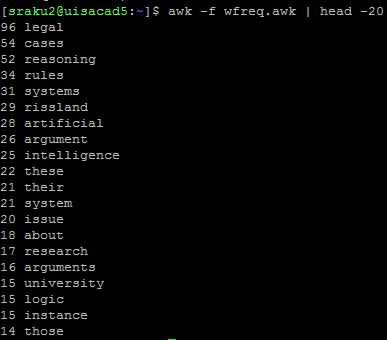 [sraku2@uisacad5:~]$ awk -f wfreq.awk | head -20
96 legal
54 cases
52 reasoning
34 rules
31 systems
29 rissland
28 artificial
26 argument
25 intelligence
22 these
21 their
21 system
20 issue
18 about
17 research
16 arguments
15 university
15 logic
15 instance
14 those